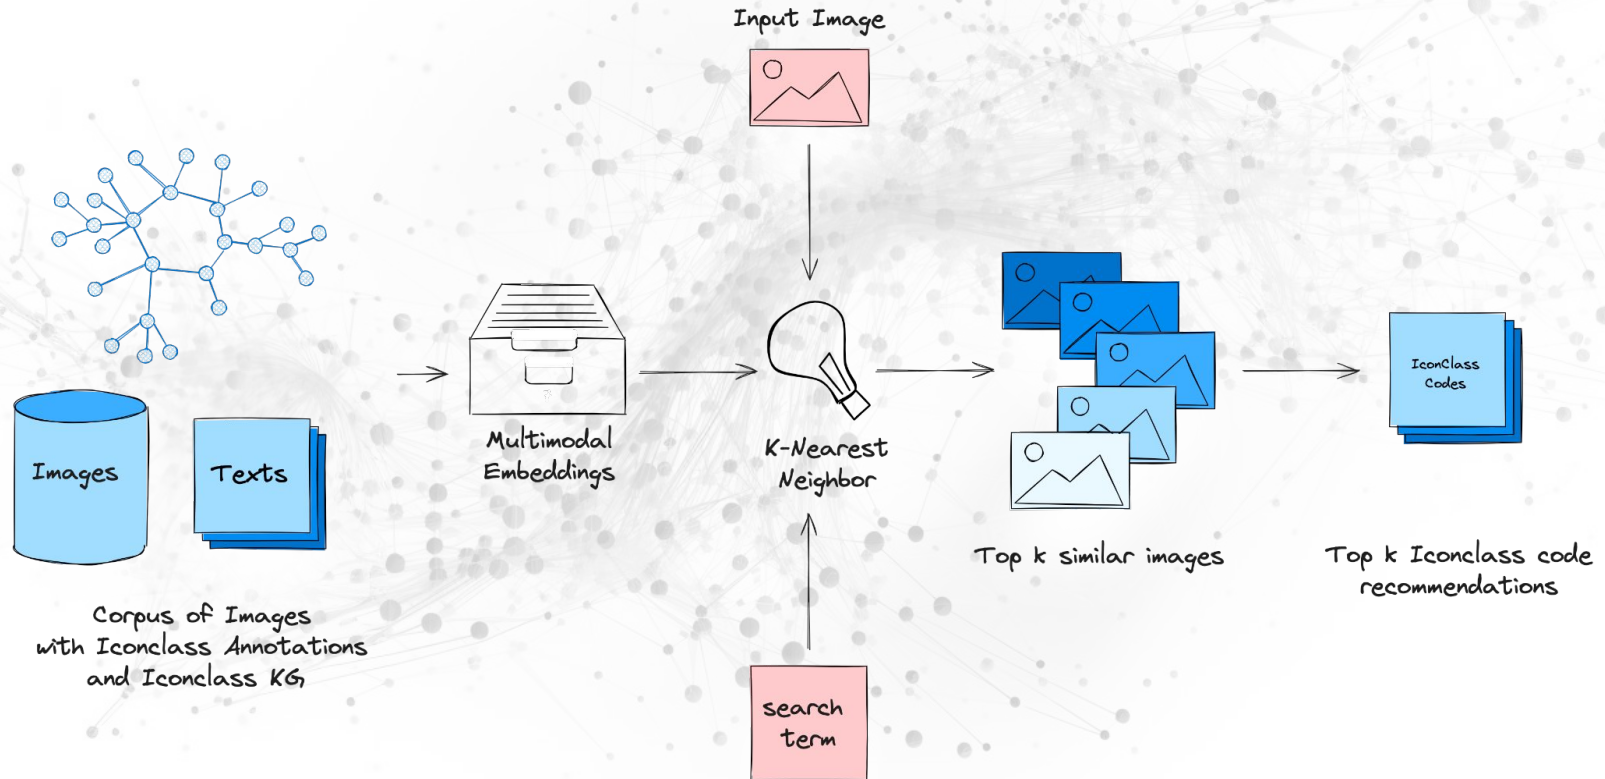 Input Image
Images
Texts
Corpus of Images
with Iconclass Annotations
and Iconclass KG
Multimodal
Embeddings
K-Nearest
Neighbor
search
term
Top k similar images
IconClass
Codes
Top k Iconclass code
recommendations